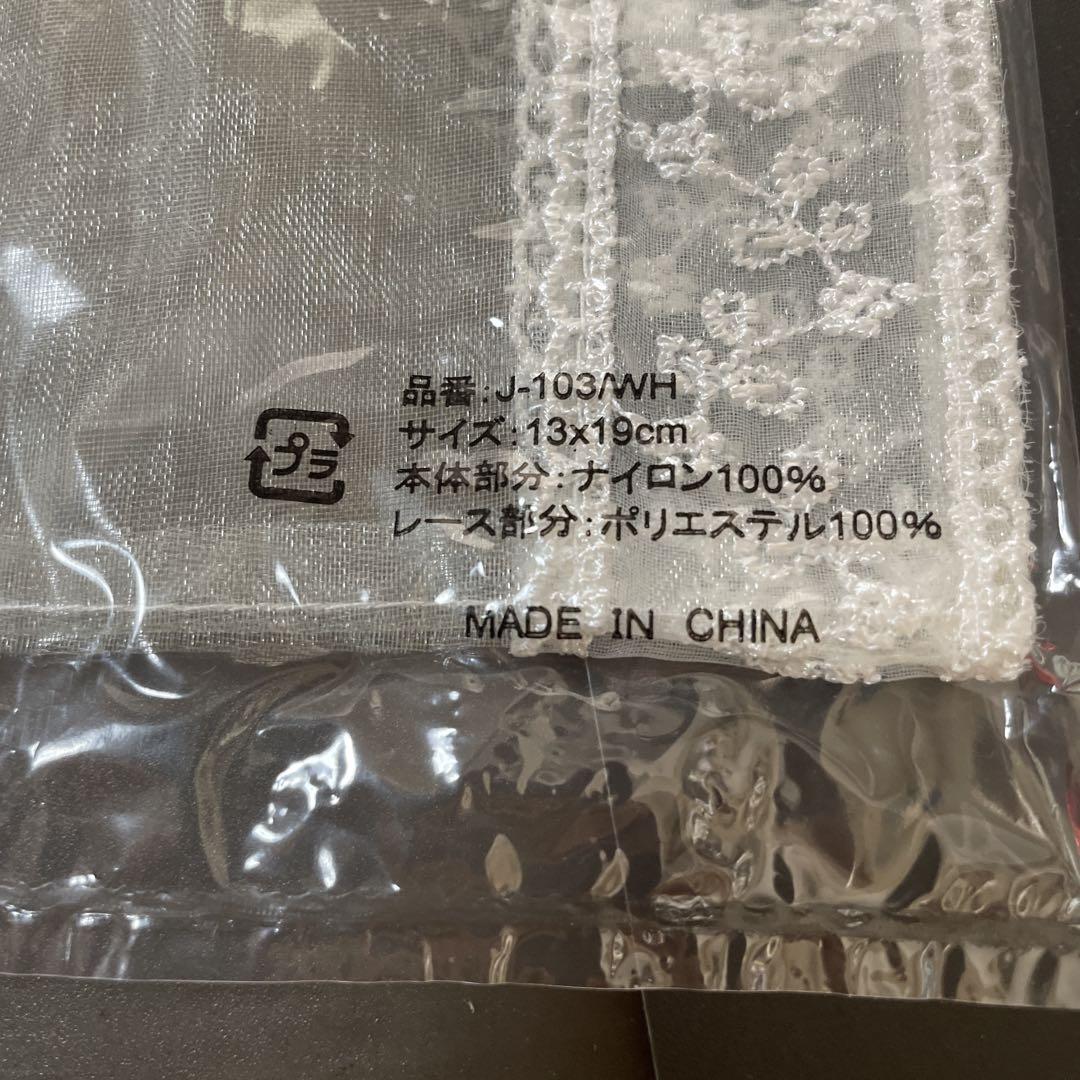 品番:J-103/WH
サイズ:13x19cm
プラ
本体部分:ナイロン100%
レース部分:ポリエステル100%
MADE IN CHINA